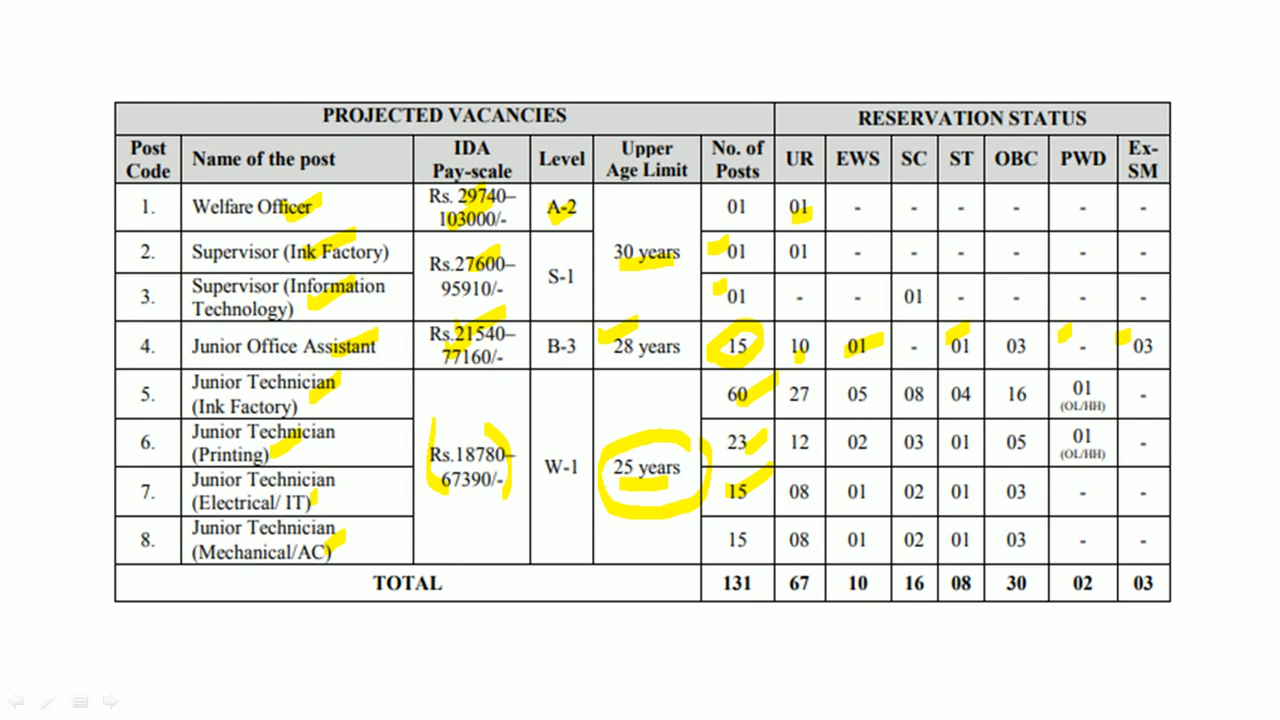 PROJECTED VACANCIES RESERVATION STATUS
Post Code Name of the post IDA Pay-scale Level Upper Age Limit No. of Posts UR EWS SC ST OBC PWD Ex-SM
1. Welfare Officer Rs. 29740–103000/- A-2 30 years 01 01 - - - - - -
2. Supervisor (Ink Factory) Rs.27600–95910/- S-1 01 01 - - - - - -
3. Supervisor (Information Technology) 01 - - 01 - - - -
4. Junior Office Assistant Rs.21540–77160/- B-3 28 years 15 10 01 - 01 03 - 03
5. Junior Technician (Ink Factory) Rs.18780–67390/- W-1 25 years 60 27 05 08 04 16 01 (OL/HH) -
6. Junior Technician (Printing) 23 12 02 03 01 05 01 (OL/HH) -
7. Junior Technician (Electrical/ IT) 15 08 01 02 01 03 - -
8. Junior Technician (Mechanical/AC) 15 08 01 02 01 03 - -
TOTAL 131 67 10 16 08 30 02 03